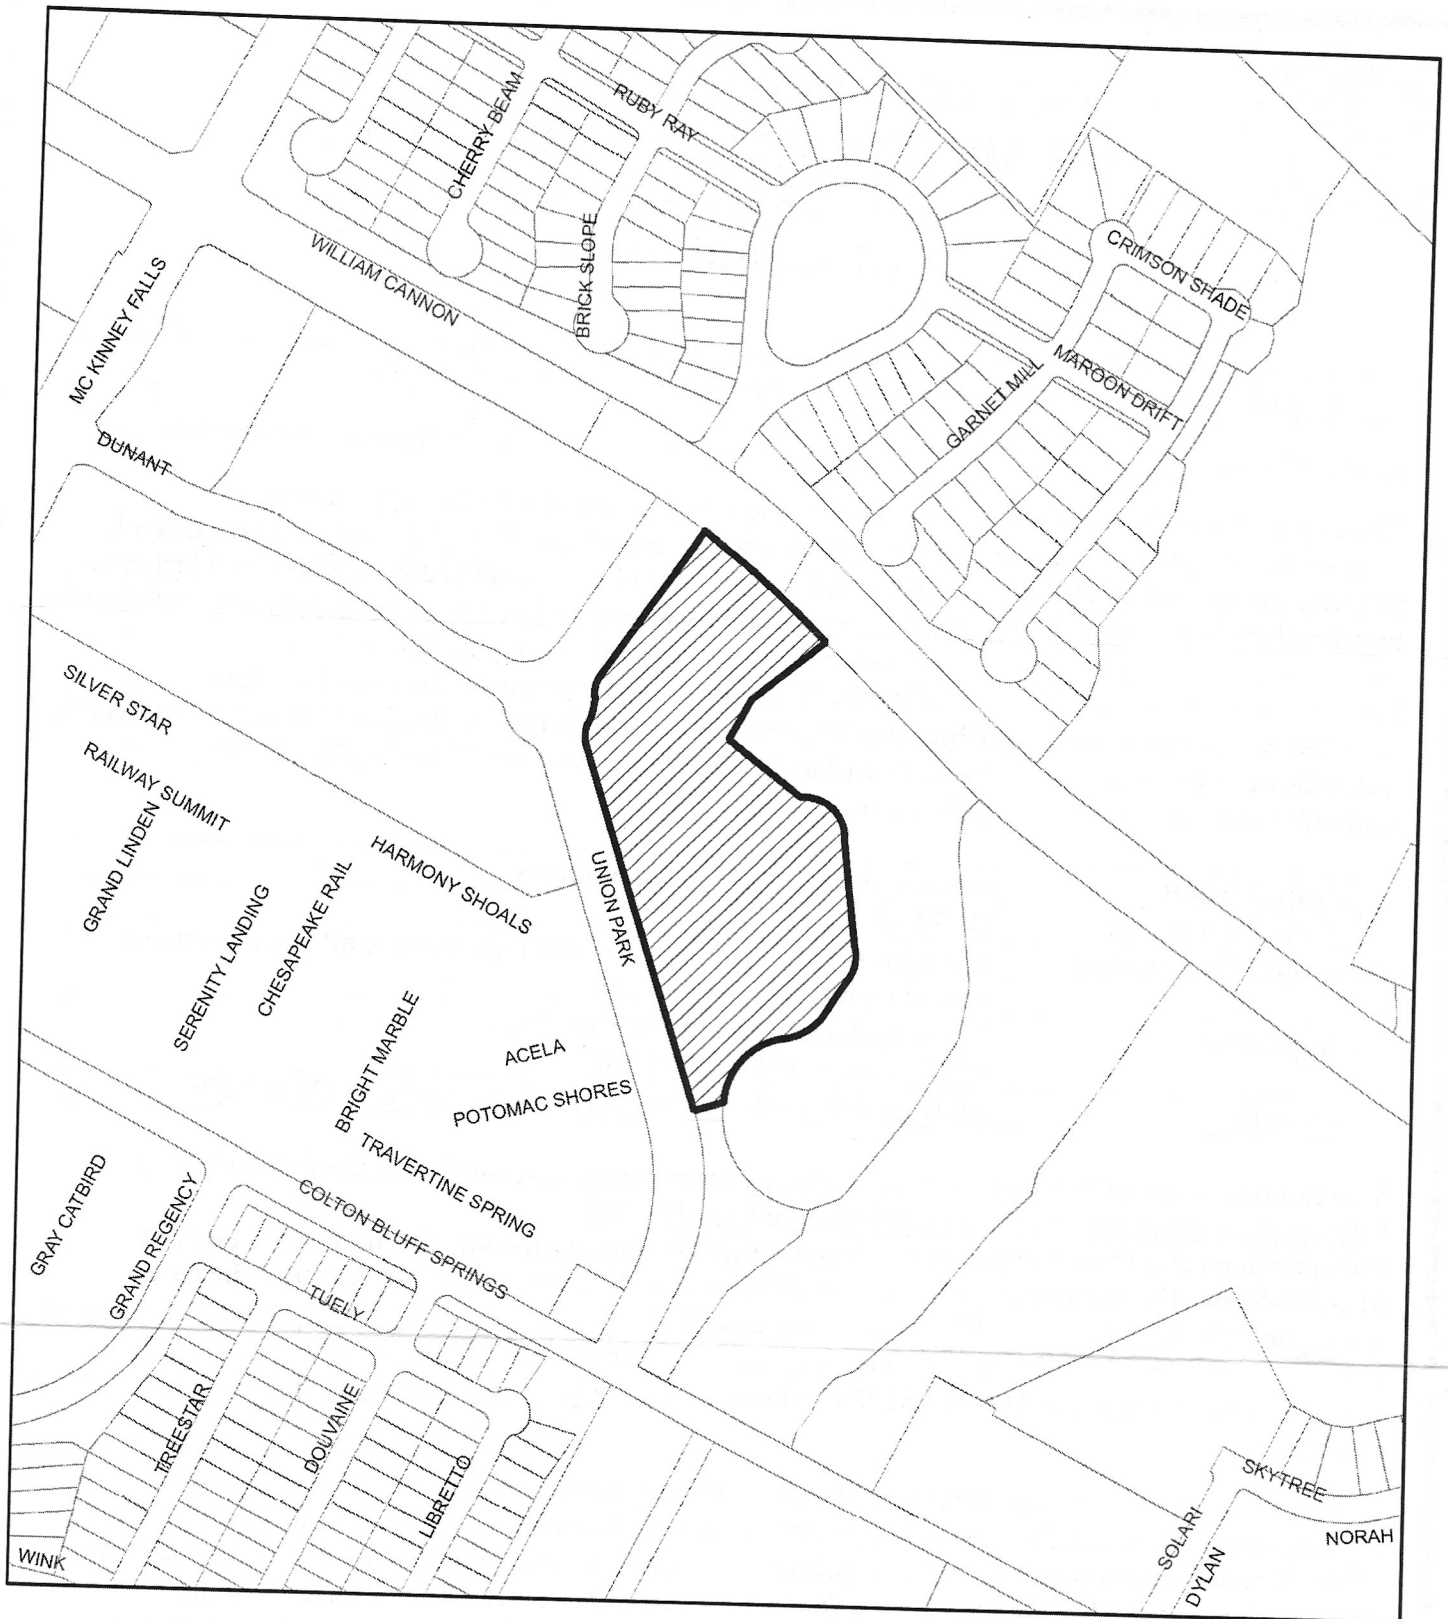 RUBY RAY
CHERRY BEAM
BRICK SLOPE
WILLIAM CANNON
MC KINNEY FALLS
DUNANT
CRIMSON SHADE
MAROON DRIFT
GARNET MILL
SILVER STAR
RAILWAY SUMMIT
GRAND LINDEN
HARMONY SHOALS
SERENITY LANDING
CHESAPEAKE RAIL
UNION PARK
BRIGHT MARBLE
ACELA
POTOMAC SHORES
TRAVERTINE SPRING
COLTON BLUFF SPRINGS
GRAY CATBIRD
GRAND REGENCY
TUELY
TREESTAR
DOUVAINE
LIBRETTO
WINK
SKYTREE
SOLARI
NORAH
DYLAN